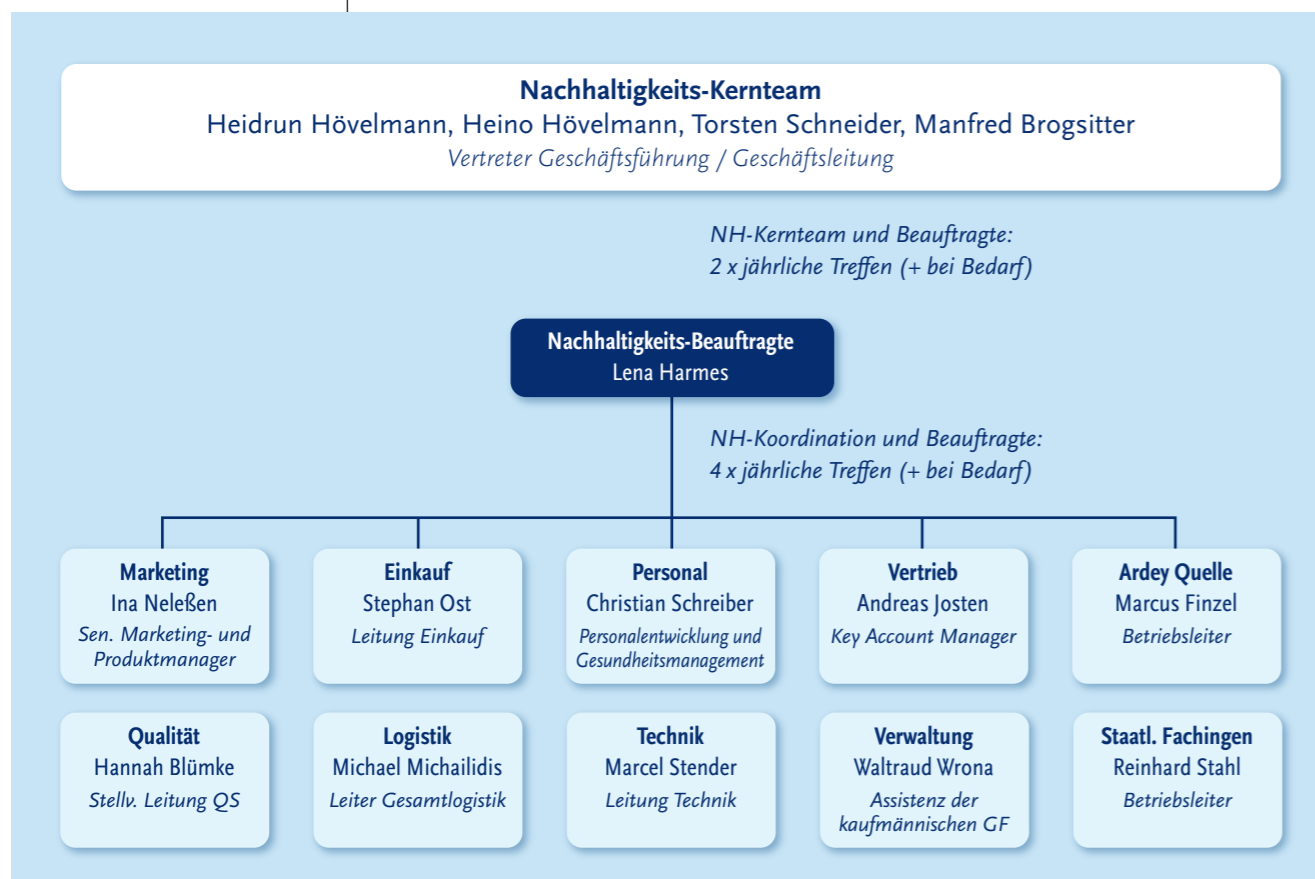 Nachhaltigkeits-Kernteam
Heidrun Hövelmann, Heino Hövelmann, Torsten Schneider, Manfred Brogsitter
Vertreter Geschäftsführung / Geschäftsleitung
NH-Kernteam und Beauftragte:
2 x jährliche Treffen (+ bei Bedarf)
Nachhaltigkeits-Beauftragte
Lena Harmes
NH-Koordination und Beauftragte:
4 x jährliche Treffen (+ bei Bedarf)
Marketing
Ina Neleßen
Sen. Marketing- und
Produktmanager
Einkauf
Stephan Ost
Leitung Einkauf
Personal
Christian Schreiber
Personalentwicklung und
Gesundheitsmanagement
Vertrieb
Andreas Josten
Key Account Manager
Ardey Quelle
Marcus Finzel
Betriebsleiter
Qualität
Hannah Blümke
Stellv. Leitung QS
Logistik
Michael Michailidis
Leiter Gesamtlogistik
Technik
Marcel Stender
Leitung Technik
Verwaltung
Waltraud Wrona
Assistenz der
kaufmännischen GF
Staatl. Fachingen
Reinhard Stahl
Betriebsleiter